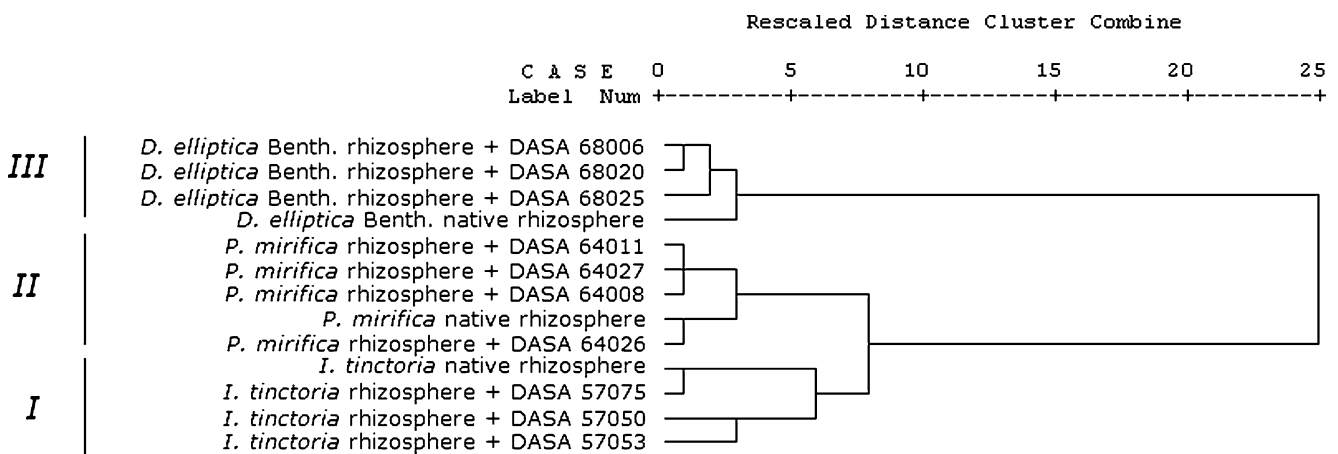 Rescaled Distance Cluster Combine
C A S E 0 5 10 15 20 25
Label Num +---------+---------+---------+---------+---------+
III
D. elliptica Benth. rhizosphere + DASA 68006
D. elliptica Benth. rhizosphere + DASA 68020
D. elliptica Benth. rhizosphere + DASA 68025
D. elliptica Benth. native rhizosphere
II
P. mirifica rhizosphere + DASA 64011
P. mirifica rhizosphere + DASA 64027
P. mirifica rhizosphere + DASA 64008
P. mirifica native rhizosphere
P. mirifica rhizosphere + DASA 64026
I
I. tinctoria native rhizosphere
I. tinctoria rhizosphere + DASA 57075
I. tinctoria rhizosphere + DASA 57050
I. tinctoria rhizosphere + DASA 57053